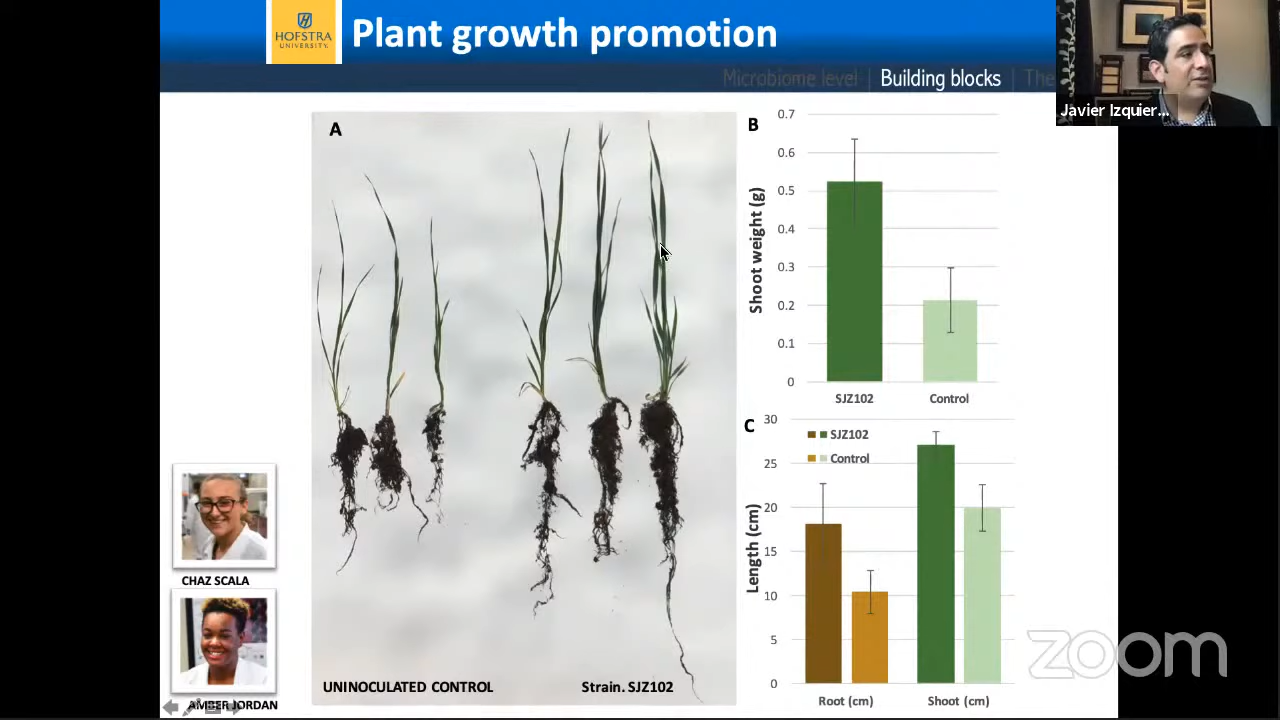 HOFSTRA
UNIVERSITY.
Plant growth promotion
Microbiome level | Building blocks | The
Javier Izquier...
A
UNINOCULATED CONTROL
Strain. SJZ102
CHAZ SCALA
AMBER JORDAN
B
Shoot weight (g)
0.7
0.6
0.5
0.4
0.3
0.2
0.1
0
SJZ102
Control
C
Length (cm)
30
25
20
15
10
5
0
SJZ102
Control
Root (cm)
Shoot (cm)
zoom